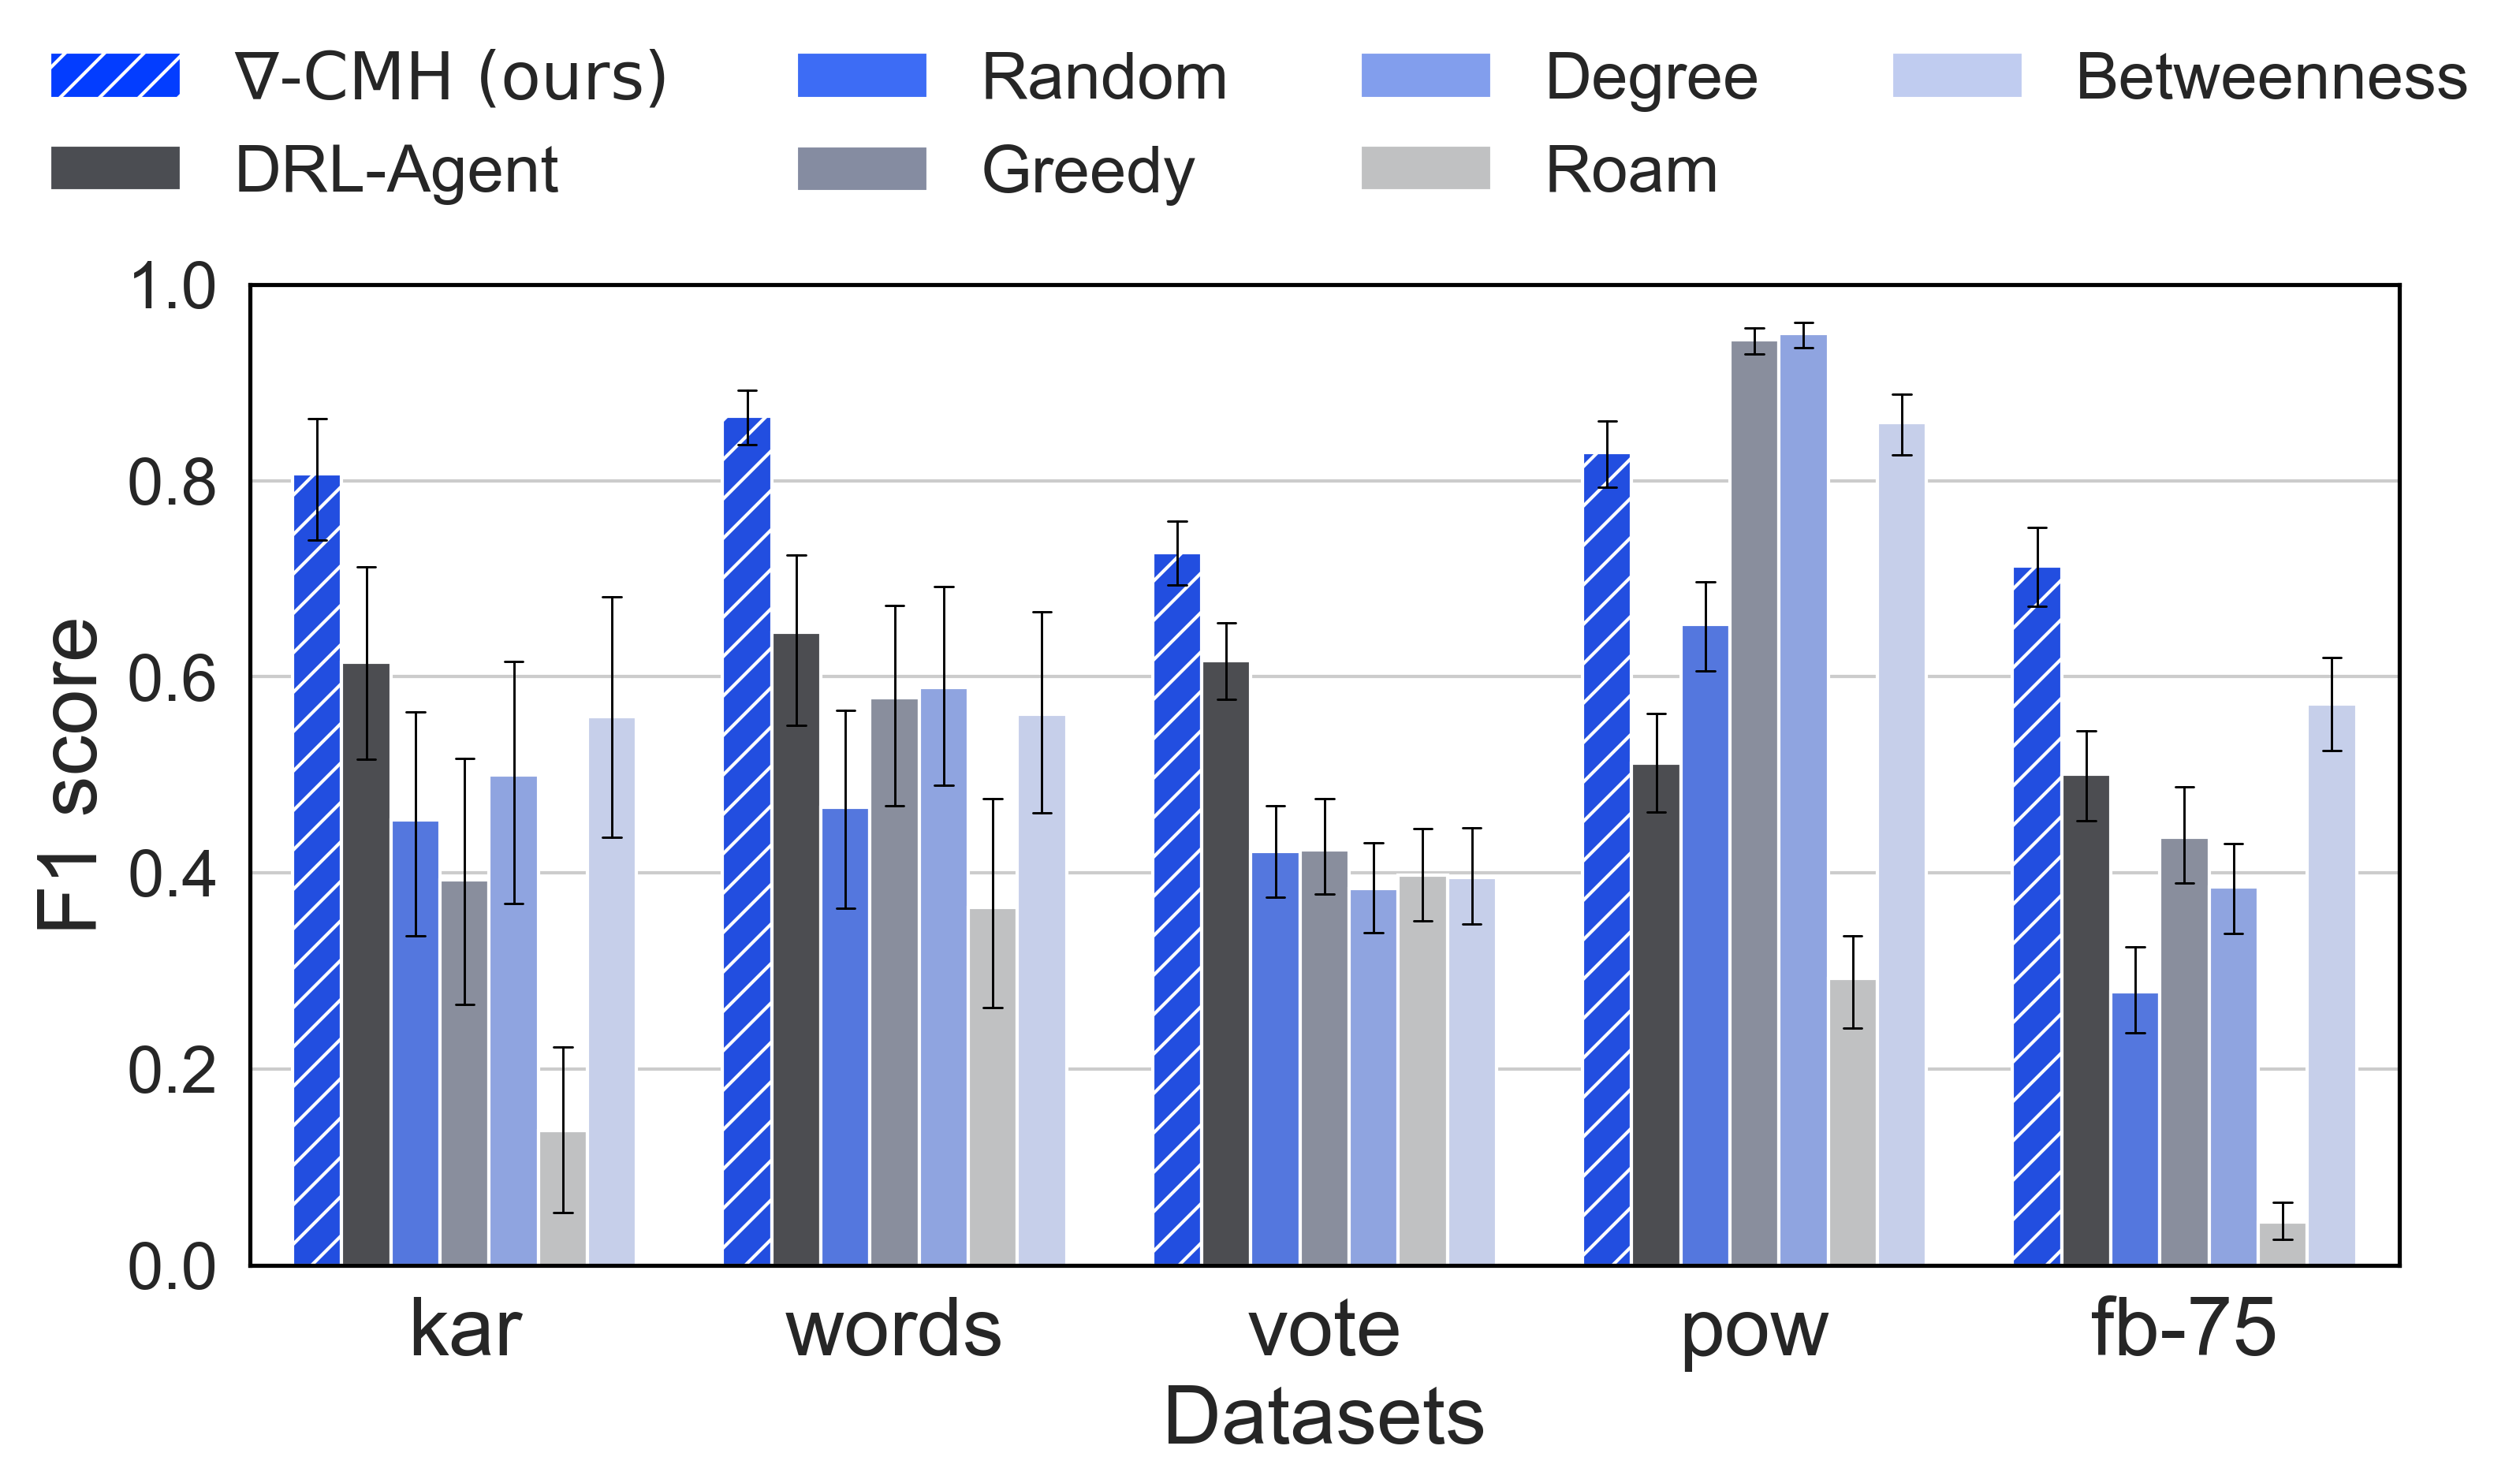 ∇-CMH (ours) Random Degree Betweenness
DRL-Agent Greedy Roam
1.0
0.8
0.6
0.4
0.2
0.0
F1 score
kar words vote pow fb-75
Datasets